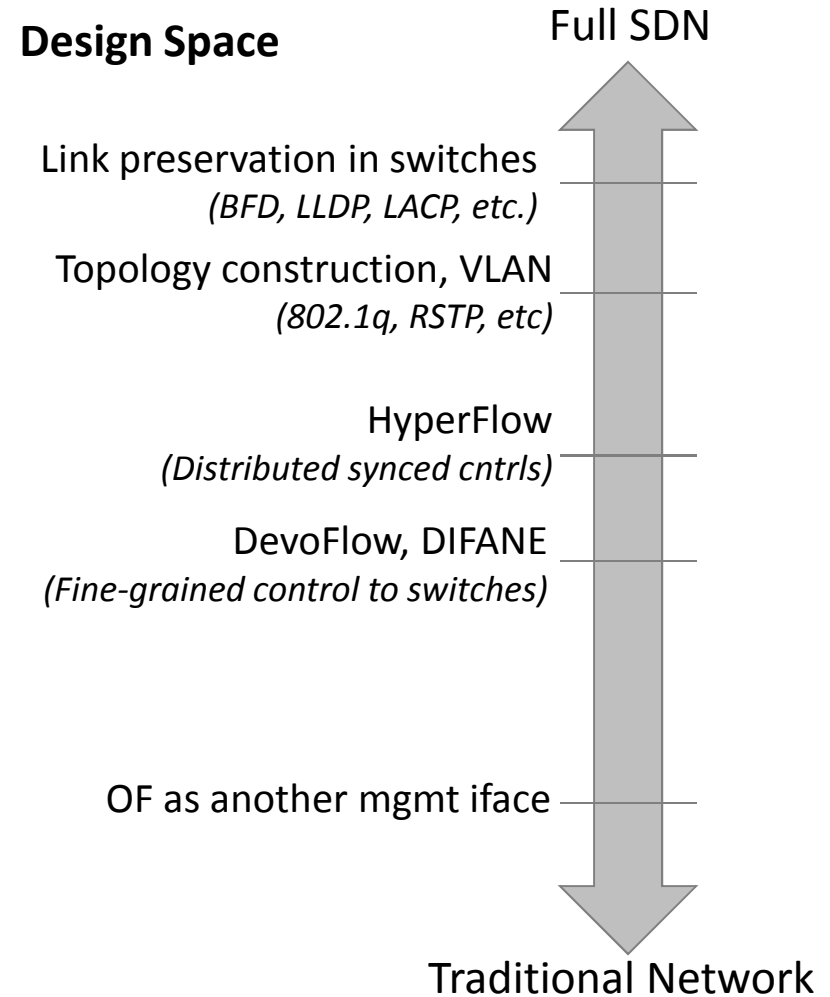 Design Space
Full SDN
Link preservation in switches
(BFD, LLDP, LACP, etc.)
Topology construction, VLAN
(802.1q, RSTP, etc)
HyperFlow
(Distributed synced cntrls)
DevoFlow, DIFANE
(Fine-grained control to switches)
OF as another mgmt iface
Traditional Network